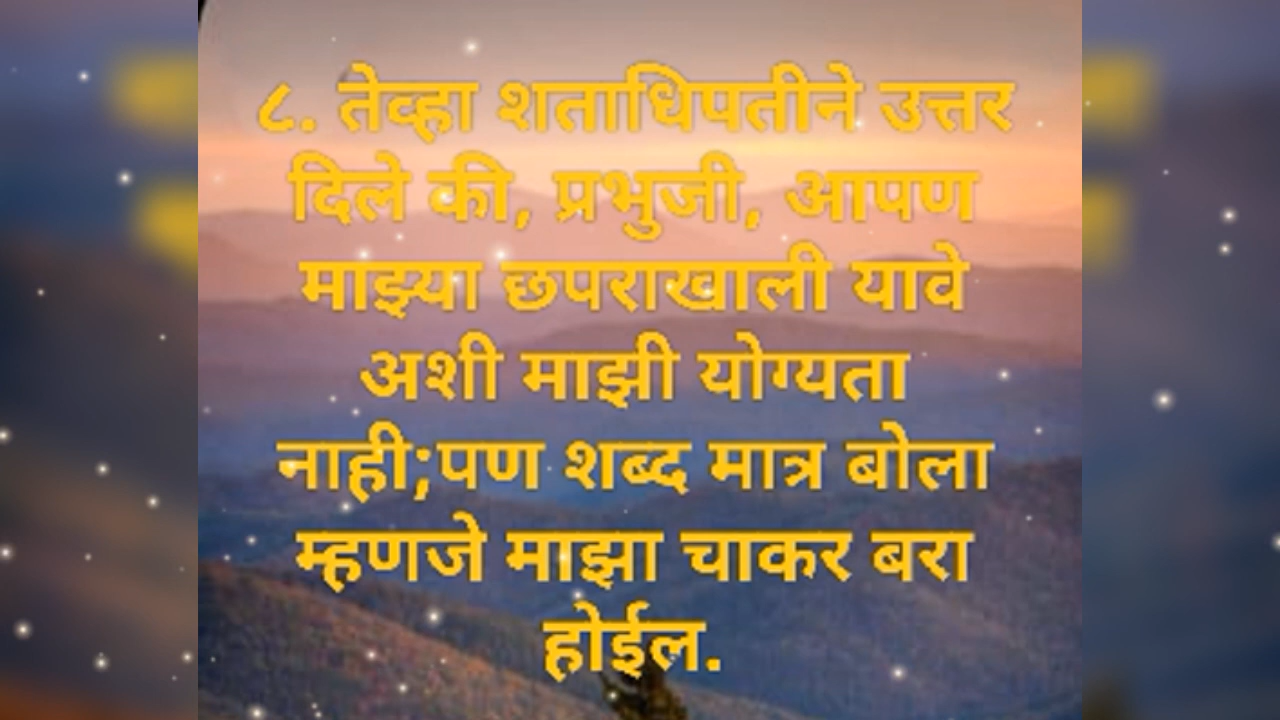 ८. तेव्हा शताधिपतीने उत्तर
दिले की, प्रभुजी, आपण
माझ्या छपराखाली यावे
अशी माझी योग्यता
नाही;पण शब्द मात्र बोला
म्हणजे माझा चाकर बरा
होईल.